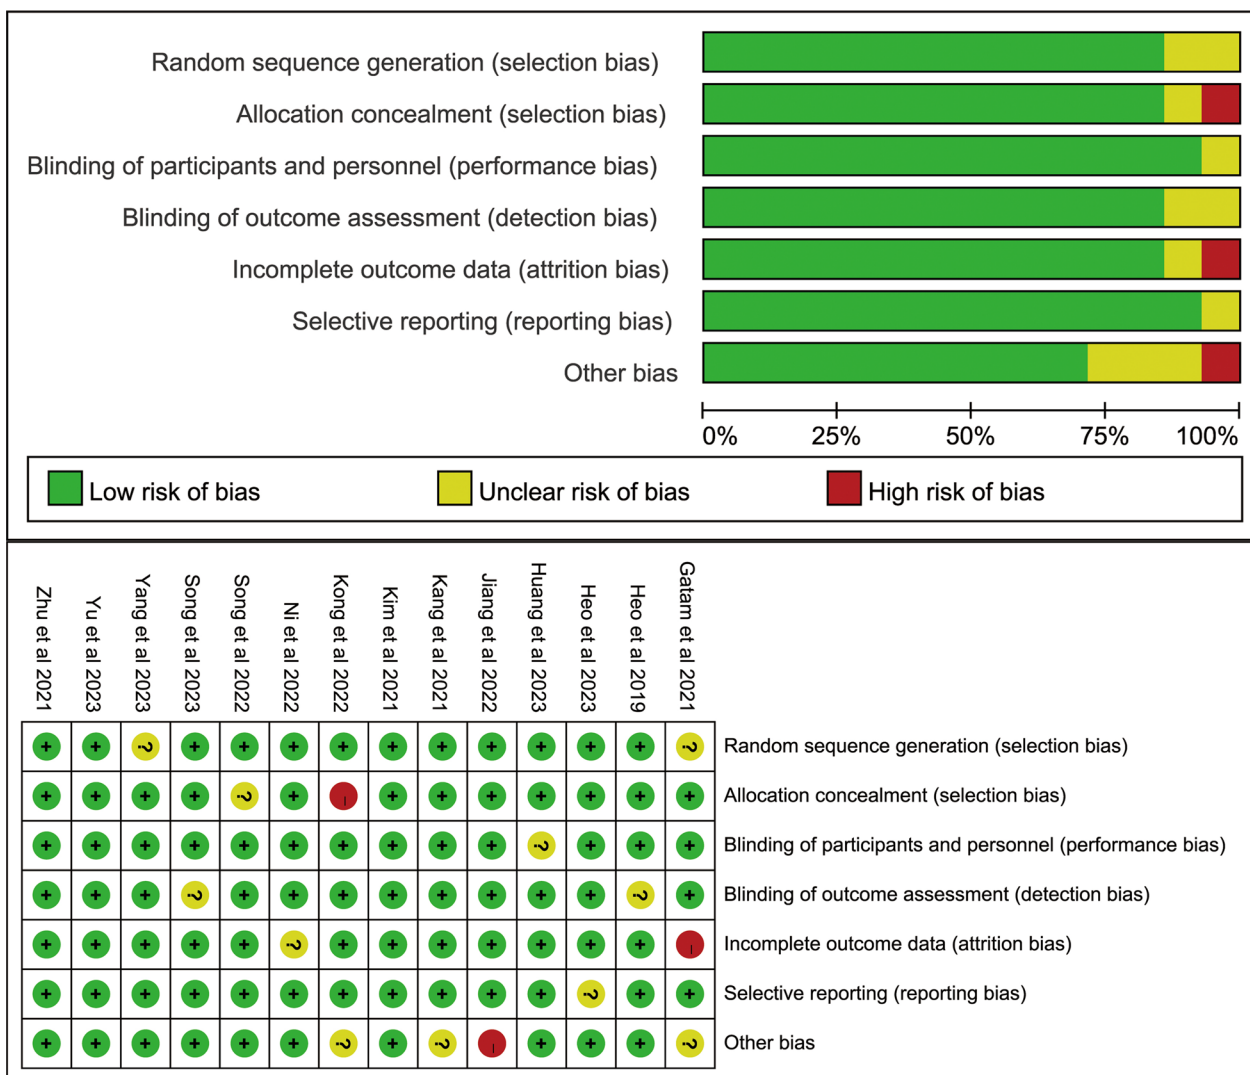 Random sequence generation (selection bias)
Allocation concealment (selection bias)
Blinding of participants and personnel (performance bias)
Blinding of outcome assessment (detection bias)
Incomplete outcome data (attrition bias)
Selective reporting (reporting bias)
Other bias
0% 25% 50% 75% 100%
Low risk of bias Unclear risk of bias High risk of bias
Zhu et al 2021
Yu et al 2023
Yang et al 2023
Song et al 2023
Song et al 2022
Ni et al 2022
Kong et al 2022
Kim et al 2021
Kang et al 2021
Jiang et al 2022
Huang et al 2023
Heo et al 2023
Heo et al 2019
Gatam et al 2021
+ + ? + + + + + + + + + + ? Random sequence generation (selection bias)
+ + + + ? + – + + + + + + + Allocation concealment (selection bias)
+ + + + + + + + + + ? + + + Blinding of participants and personnel (performance bias)
+ + + ? + + + + + + + + ? + Blinding of outcome assessment (detection bias)
+ + + + + ? + + + + + + + – Incomplete outcome data (attrition bias)
+ + + + + + + + + + + ? + + Selective reporting (reporting bias)
+ + + + + + ? + ? – + + + ? Other bias